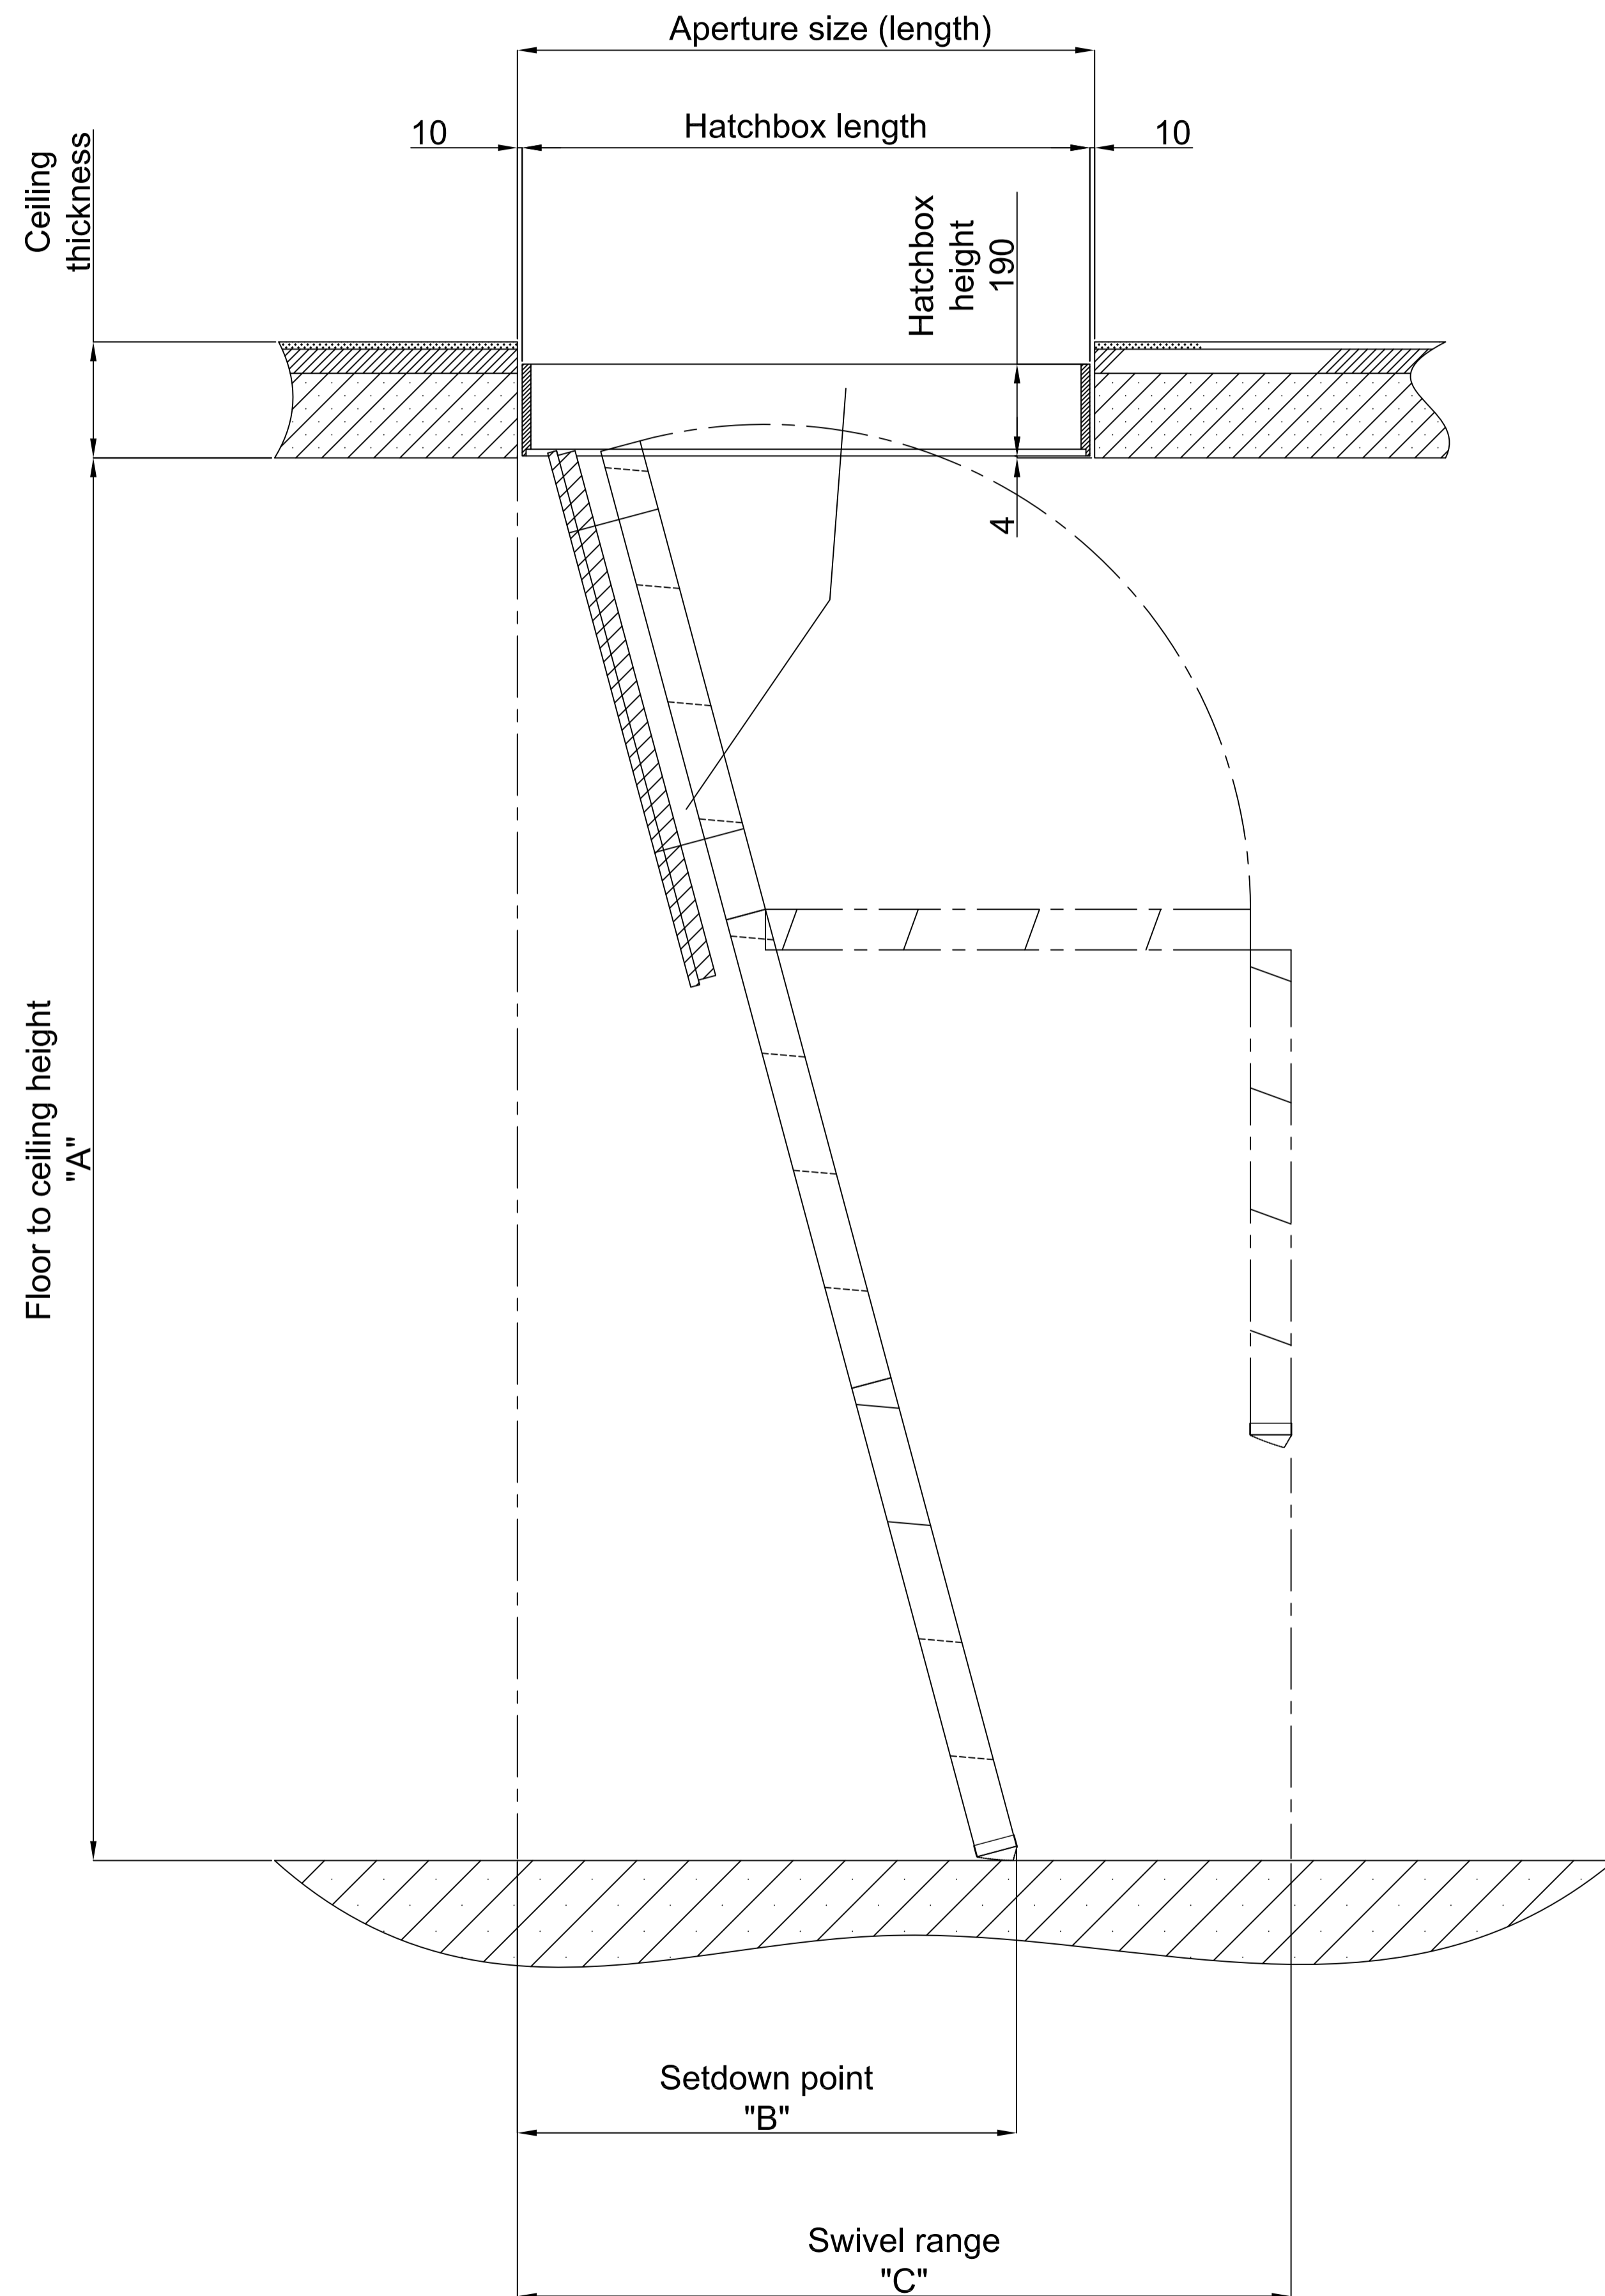 Aperture size (length)
10
Hatchbox length
10
Ceiling
thickness
Hatchbox
height
190
4
Floor to ceiling height
"A"
Setdown point
"B"
Swivel range
"C"